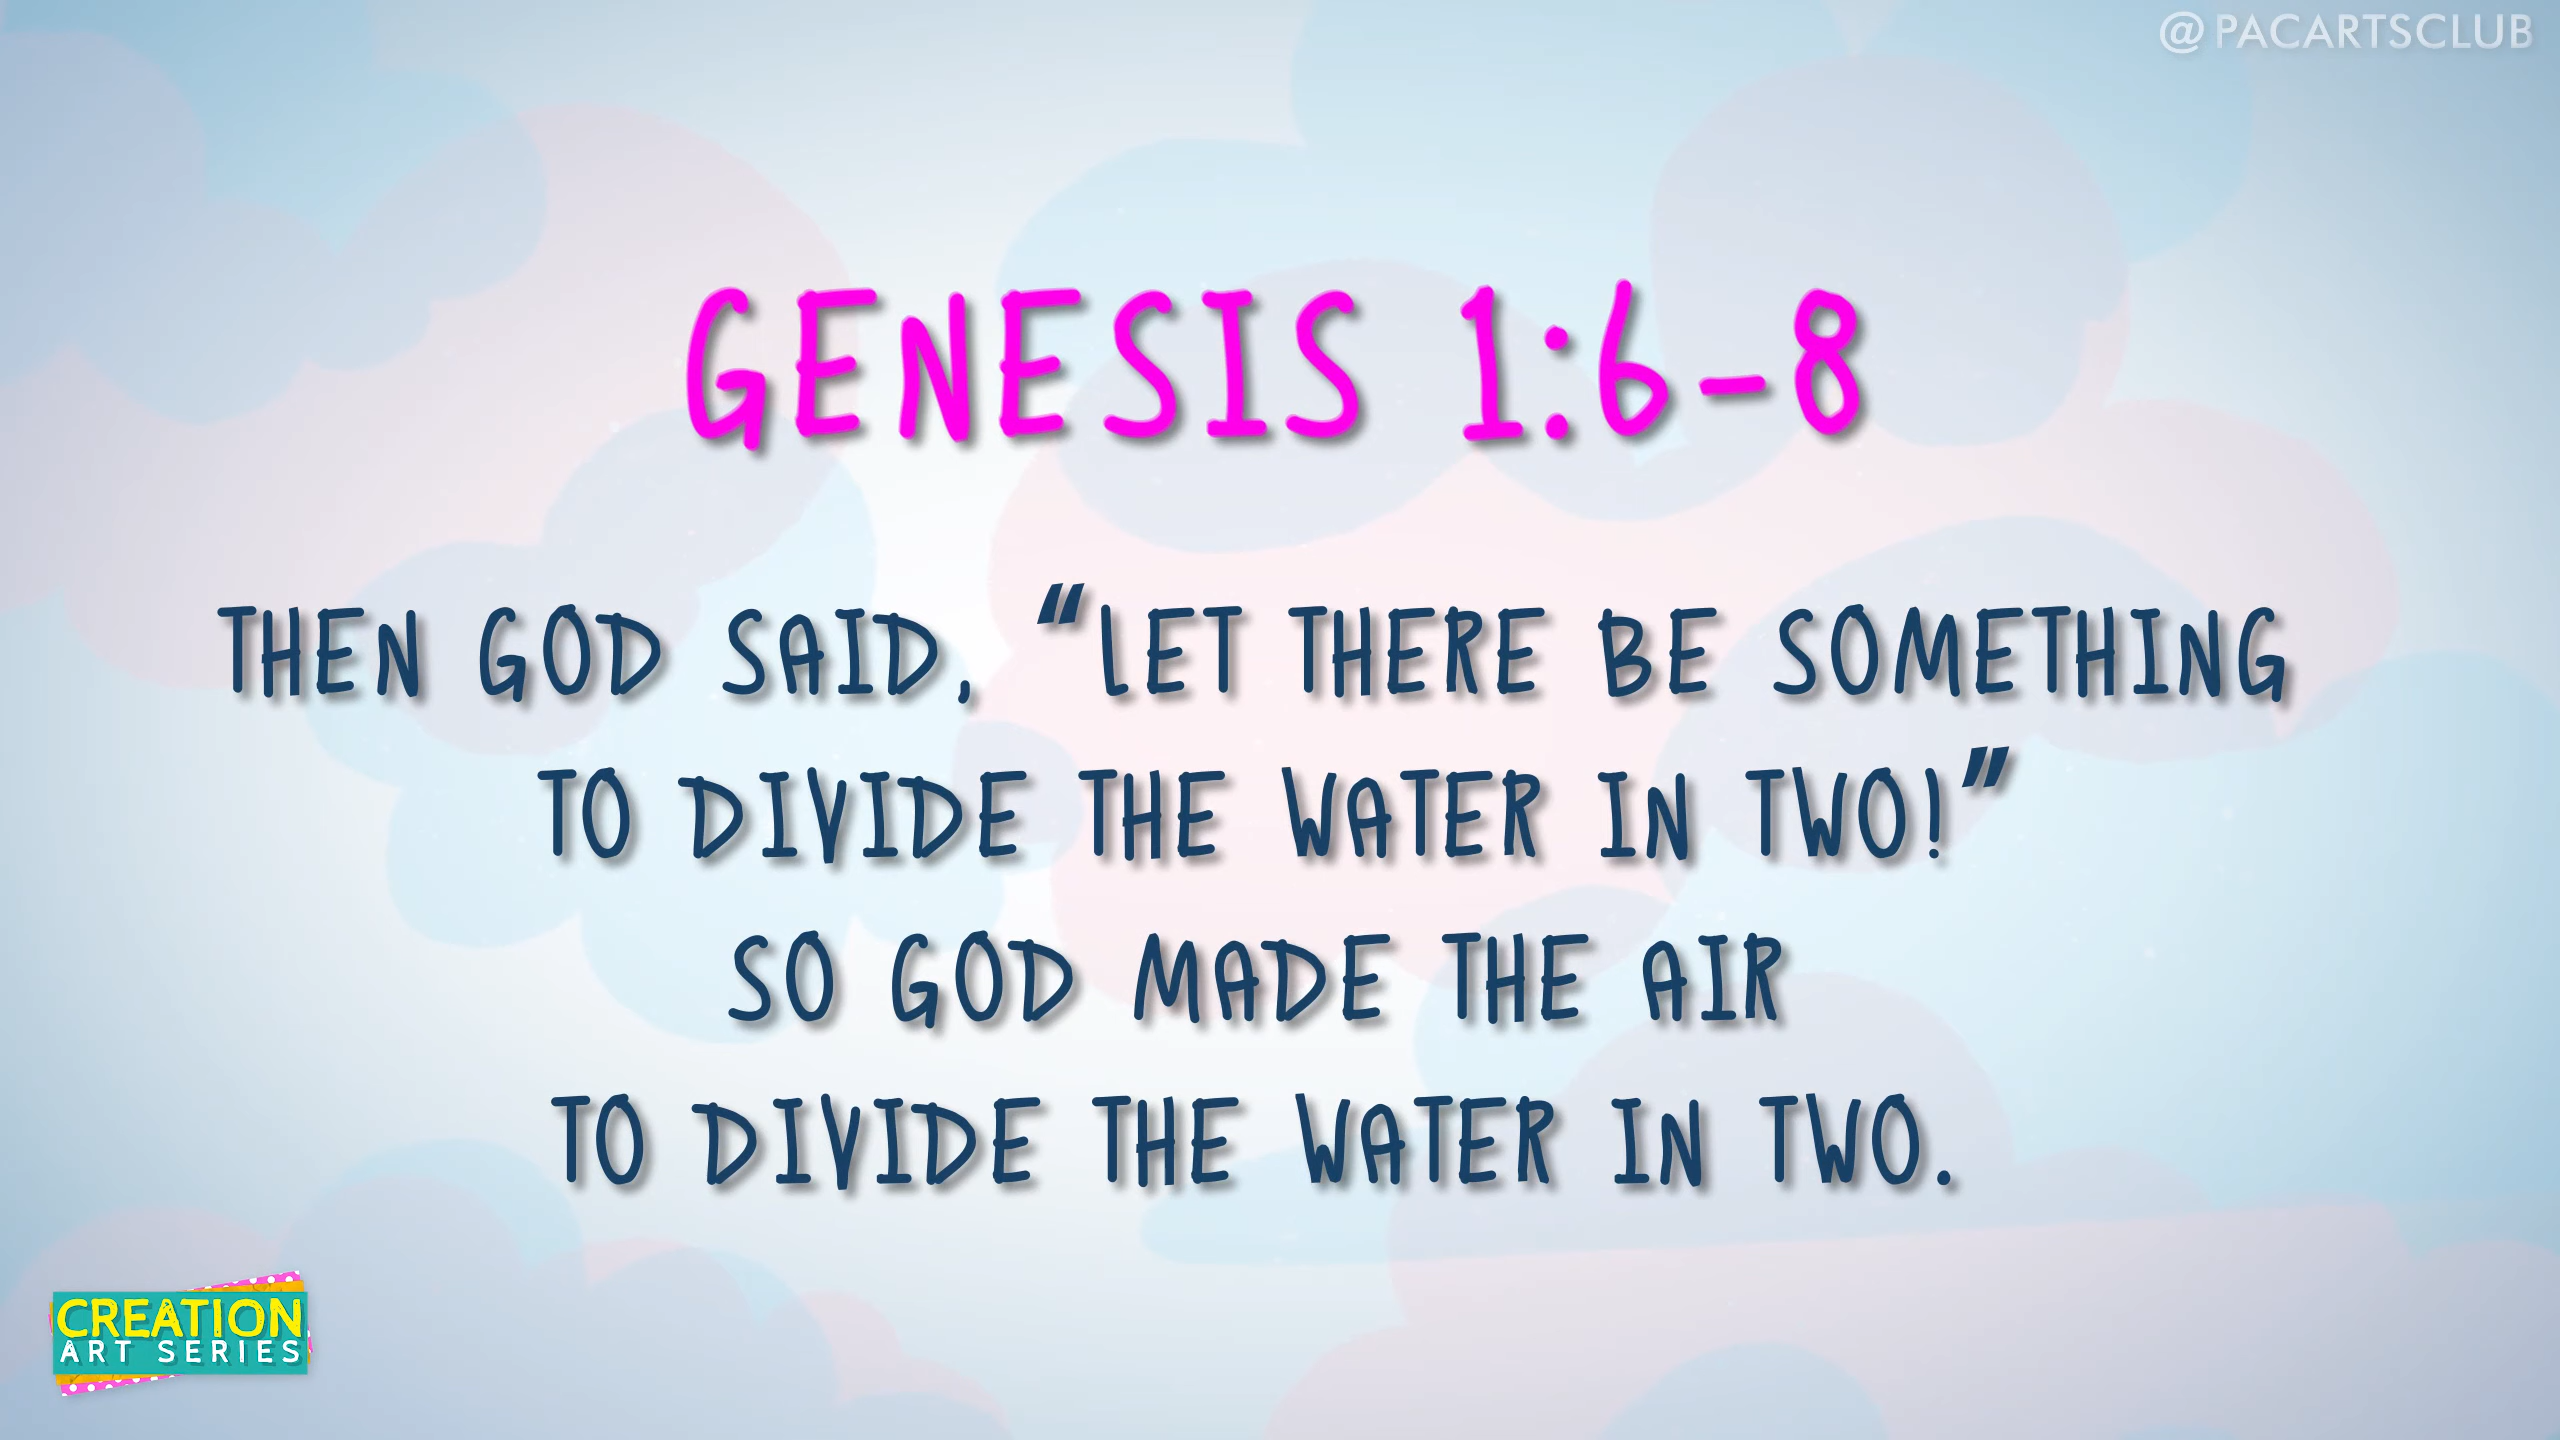 @PACARTSCLUB
GENESIS 1:6-8
THEN GOD SAID, “LET THERE BE SOMETHING
TO DIVIDE THE WATER IN TWO!”
SO GOD MADE THE AIR
TO DIVIDE THE WATER IN TWO.
CREATION
ART SERIES